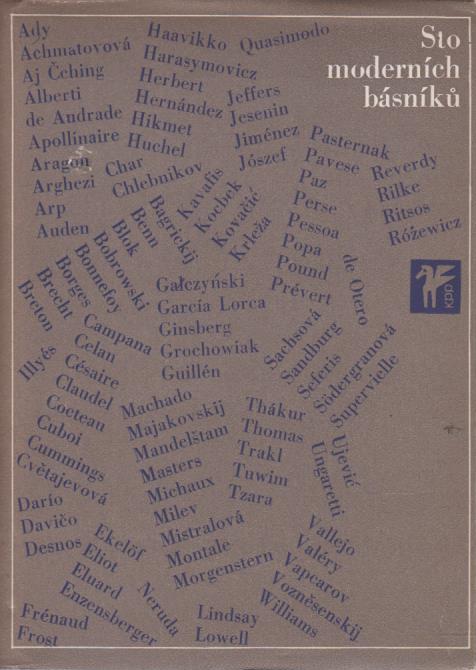 Sto
moderních
básníků
Ady
Achmatovová
Aj Čching
Alberti
de Andrade
Apollinaire
Aragon
Arghezi
Arp
Auden
Bagrickij
Benn
Blok
Bobrowski
Bonnefoy
Borges
Brecht
Breton
Campana
Celan
Césaire
Claudel
Cocteau
Cuboi
Cummings
Cvětajevová
Darío
Davičo
Desnos
Ekelöf
Eliot
Eluard
Enzensberger
Frénaud
Frost
Gałczyński
García Lorca
Ginsberg
Grochowiak
Guillén
Haavikko
Harasymovicz
Herbert
Hernández
Hikmet
Huchel
Char
Chlebnikov
Illyés
Jeffers
Jesenin
Jiménez
József
Kavafis
Kocbek
Kovačić
Krleža
Lindsay
Lowell
Machado
Majakovskij
Mandelštam
Masters
Michaux
Milev
Mistralová
Montale
Morgenstern
Neruda
de Otero
Pasternak
Pavese
Paz
Perse
Pessoa
Popa
Pound
Prévert
Quasimodo
Reverdy
Rilke
Ritsos
Różewicz
Sachsová
Sandburg
Seferis
Södergranová
Supervielle
Thákur
Thomas
Trakl
Tuwim
Tzara
Ujević
Ungaretti
Vallejo
Valéry
Vapcarov
Vozněsenskij
Williams
KPP